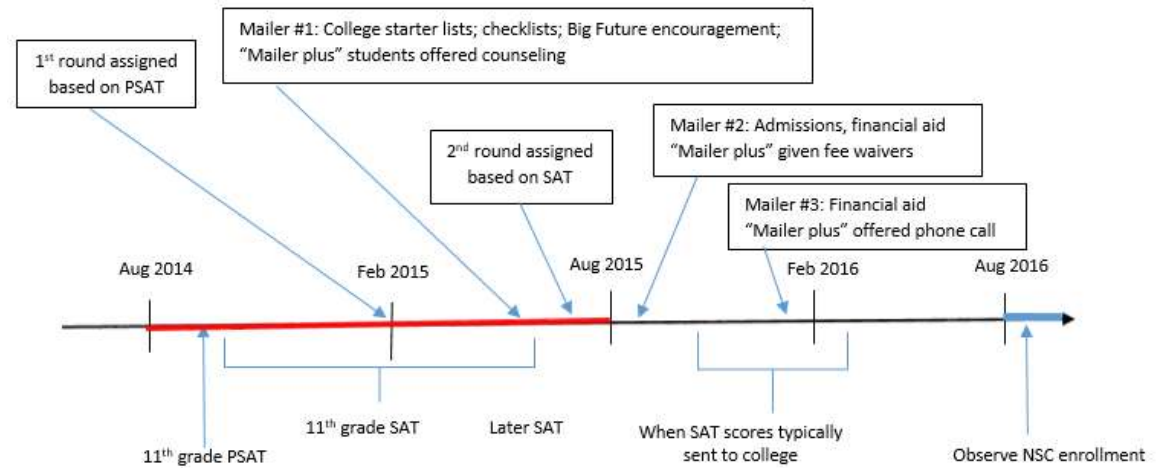 Mailer #1: College starter lists; checklists; Big Future encouragement;
“Mailer plus” students offered counseling
1st round assigned
based on PSAT
2nd round assigned
based on SAT
Mailer #2: Admissions, financial aid
“Mailer plus” given fee waivers
Mailer #3: Financial aid
“Mailer plus” offered phone call
Aug 2014
Feb 2015
Aug 2015
Feb 2016
Aug 2016
11th grade PSAT
11th grade SAT
Later SAT
When SAT scores typically
sent to college
Observe NSC enrollment